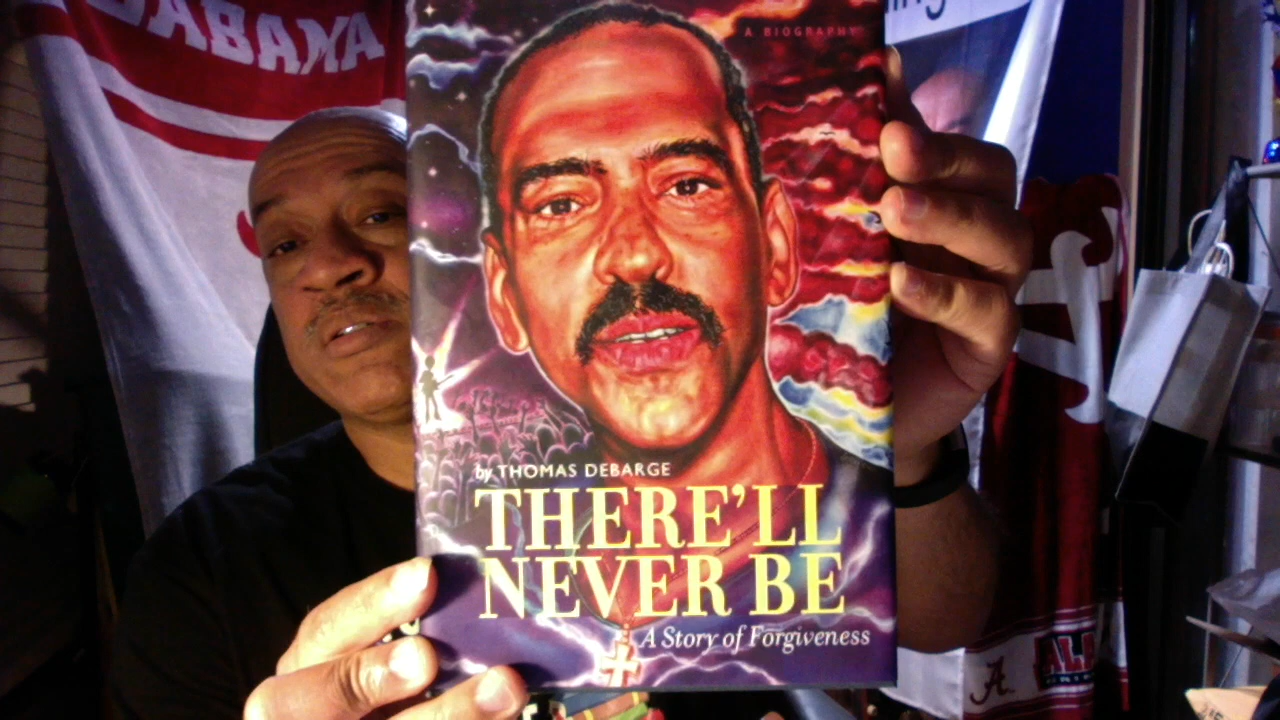 ABAMA
A BIOGRAPHY
by THOMAS DEBARGE
THERE'LL
NEVER BE
A Story of Forgiveness
A